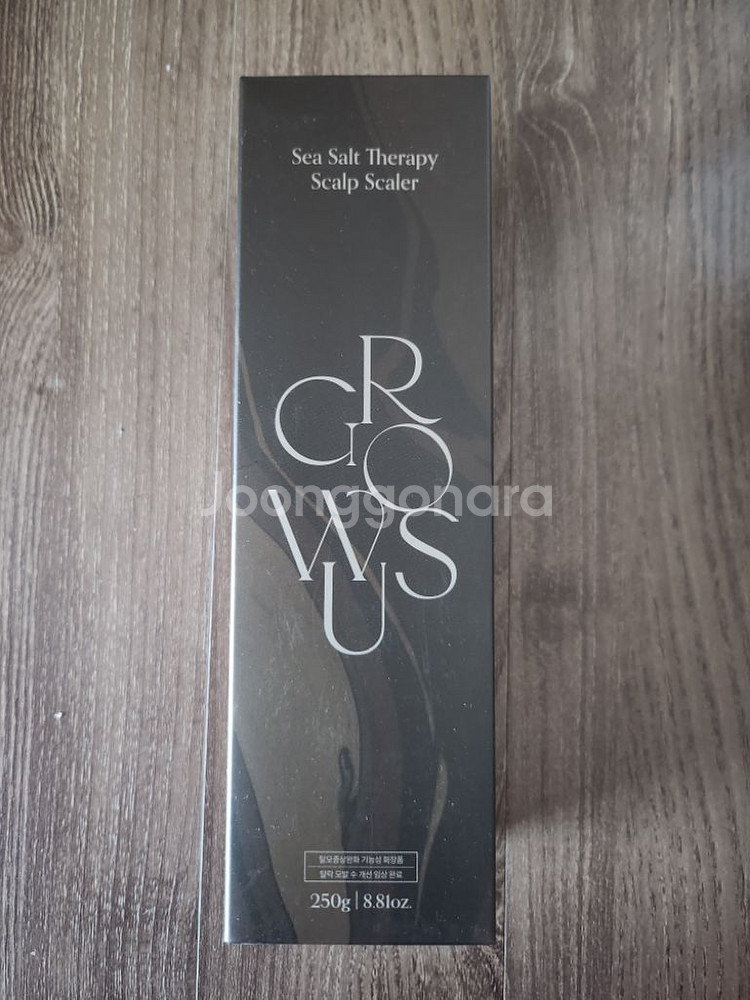 Sea Salt Therapy
Scalp Scaler
GROWUS
Joonggonara
탈모증상완화 기능성 화장품
탈락 모발 수 개선 임상 완료
250g | 8.8loz.